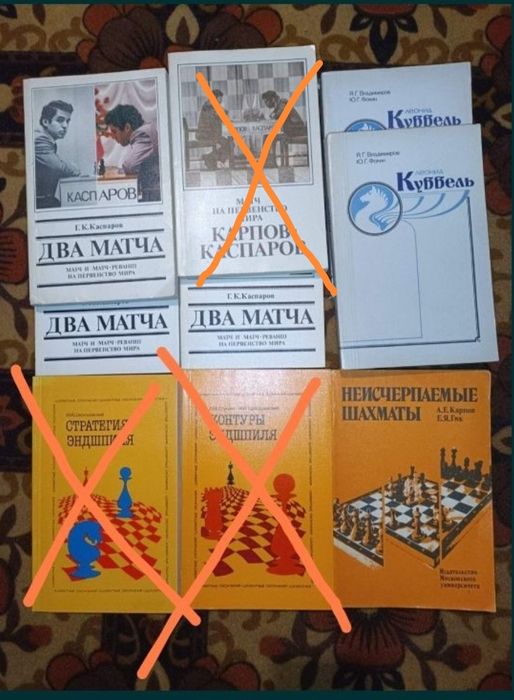 КАСПАРОВ
Г.К.Каспаров
ДВА МАТЧА
МАТЧ И МАТЧ-РЕВАНШ
НА ПЕРВЕНСТВО МИРА
МАТЧ
НА ПЕРВЕНСТВО
МИРА
КАРПОВ
КАСПАРОВ
Я.Г. Владимиров
Ю.Г. Фокин
ЛЕОНИД
Куббель
Я.Г. Владимиров
Ю.Г. Фокин
ЛЕОНИД
Куббель
ДВА МАТЧА
МАТЧ И МАТЧ-РЕВАНШ
НА ПЕРВЕНСТВО МИРА
Г.К.Каспаров
ДВА МАТЧА
МАТЧ И МАТЧ-РЕВАНШ
НА ПЕРВЕНСТВО МИРА
СТРАТЕГИЯ
ЭНДШПИЛЯ
КОНТУРЫ
ЭНДШПИЛЯ
НЕИСЧЕРПАЕМЫЕ
ШАХМАТЫ
А.Е.Карпов
Е.Я.Гик
Издательство
Московского
университета